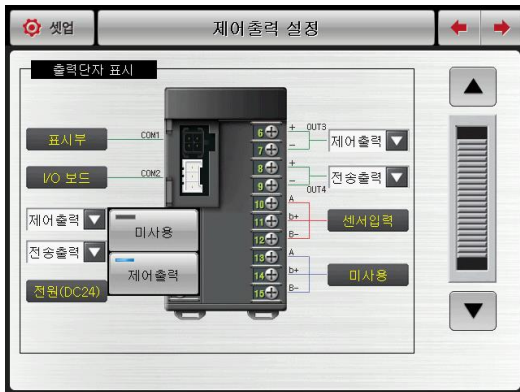 셋업
제어출력 설정
출력단자 표시
표시부
COM1
I/O 보드
COM2
제어출력
전송출력
전원(DC24)
미사용
제어출력
6
7
8
9
10
11
12
13
14
15
+ OUT3
-
+
-
OUT4
A
b+
B-
A
b+
B-
제어출력
전송출력
센서입력
미사용